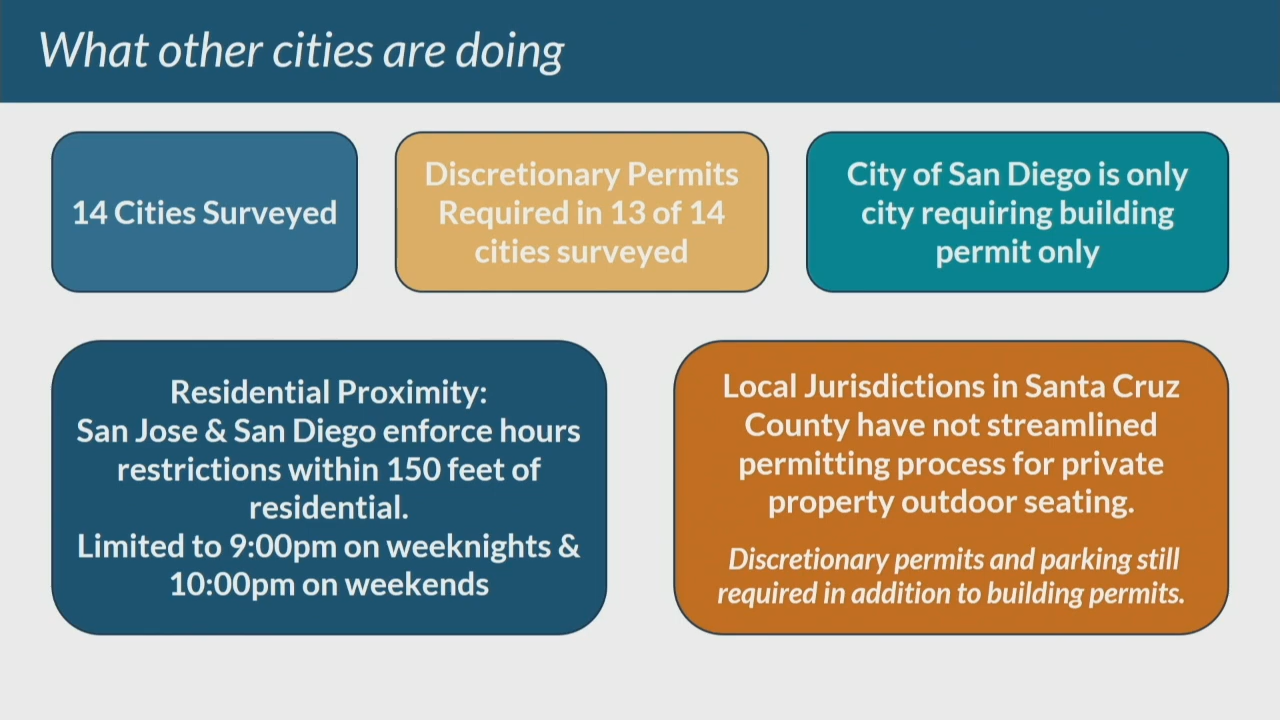 What other cities are doing
14 Cities Surveyed
Discretionary Permits
Required in 13 of 14
cities surveyed
City of San Diego is only
city requiring building
permit only
Residential Proximity:
San Jose & San Diego enforce hours
restrictions within 150 feet of
residential.
Limited to 9:00pm on weeknights &
10:00pm on weekends
Local Jurisdictions in Santa Cruz
County have not streamlined
permitting process for private
property outdoor seating.
Discretionary permits and parking still
required in addition to building permits.